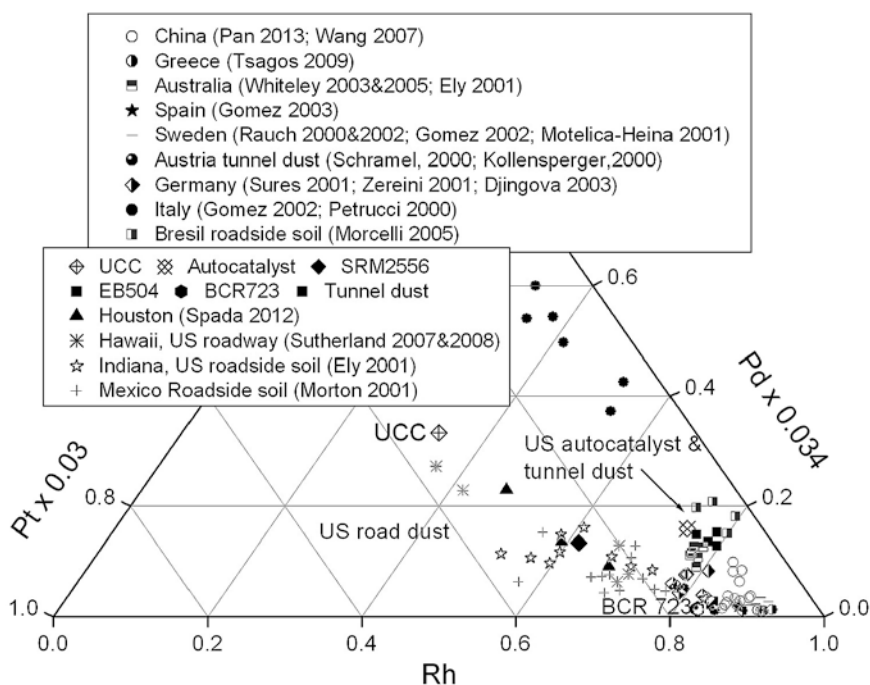 China (Pan 2013; Wang 2007)
Greece (Tsagos 2009)
Australia (Whiteley 2003&2005; Ely 2001)
Spain (Gomez 2003)
Sweden (Rauch 2000&2002; Gomez 2002; Motelica-Heina 2001)
Austria tunnel dust (Schramel, 2000; Kollensperger,2000)
Germany (Sures 2001; Zereini 2001; Djingova 2003)
Italy (Gomez 2002; Petrucci 2000)
Bresil roadside soil (Morcelli 2005)
UCC Autocatalyst SRM2556
EB504 BCR723 Tunnel dust
Houston (Spada 2012)
Hawaii, US roadway (Sutherland 2007&2008)
Indiana, US roadside soil (Ely 2001)
Mexico Roadside soil (Morton 2001)
0.6
0.4
Pd x 0.034
UCC
US autocatalyst &
tunnel dust
Pt x 0.03
0.8
0.2
US road dust
BCR 723
1.0
0.0
0.0 0.2 0.4 0.6 0.8 1.0
Rh